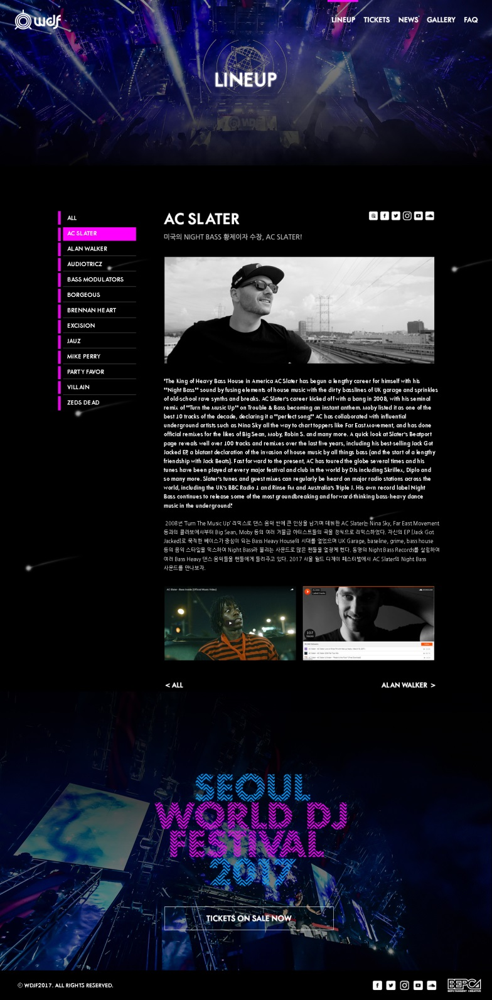 wdf
LINEUP TICKETS NEWS GALLERY FAQ
LINEUP
ALL
AC SLATER
ALAN WALKER
AUDIOTRICZ
BASS MODULATORS
BORGEOUS
BRENNAN HEART
EXCISION
JAUZ
MIKE PERRY
PARTY FAVOR
VILLAIN
ZEDS DEAD
AC SLATER
미국의 NIGHT BASS 황제이자 수장, AC SLATER!
"The King of Heavy Bass House in America AC Slater has begun a lengthy career for himself with his
""Night Bass"" sound by fusing elements of house music with the dirty basslines of UK garage and sprinkles
of old-school rave synths and breaks. AC Slater's career kicked off with a bang in 2008, with his seminal
remix of ""Turn the Music Up"" on Trouble & Bass becoming an instant anthem. Moby listed it as one of the
best 10 tracks of the decade, declaring it a ""perfect song."" AC has collaborated with influential
underground artists such as Nina Sky all the way to chart toppers like Far East Movement, and has done
official remixes for the likes of Big Sean, Moby, Robin S. and many more. A quick look at Slater's Beatport
page reveals well over 100 tracks and remixes over the last five years, including his best-selling Jack Got
Jacked EP, a blatant declaration of the invasion of house music by all things bass (and the start of a lengthy
friendship with Jack Beats). Fast forward to the present, AC has toured the globe several times and his
tunes have been played at every major festival and club in the world by DJs including Skrillex, Diplo and
so many more. Slater's tunes and guest mixes can regularly be heard on major radio stations across the
world, including the UK's BBC Radio 1 and Rinse FM and Australia's Triple J. His own record label Night
Bass continues to release some of the most groundbreaking and forward-thinking bass-heavy dance
music in the underground."
2008년 'Turn The Music Up' 리믹스로 댄스 음악 씬에 큰 인상을 남기며 데뷔한 AC Slater는 Nina Sky, Far East Movement
등과의 콜라보에서부터 Big Sean, Moby 등의 여러 거물급 아티스트들의 곡을 정식으로 리믹스하였다. 자신의 EP [Jack Got
Jacked]로 묵직한 베이스가 중심이 되는 Bass Heavy House의 시대를 열었으며 UK Garage, baseline, grime, bass house
등의 음악 스타일을 믹스하여 Night Bass라 불리는 사운드로 많은 팬들을 열광케 했다. 동명의 Night Bass Records를 설립하여
여러 Bass Heavy 댄스 음악들을 팬들에게 들려주고 있다. 2017 서울 월드 디제이 페스티벌에서 AC Slater의 Night Bass
사운드를 만나보자.
AC Slater - Bass Inside (Official Music Video)
107
TRACKS
< ALL
ALAN WALKER >
SEOUL
WORLD DJ
FESTIVAL
2017
TICKETS ON SALE NOW
© WDJF2017. ALL RIGHTS RESERVED.
BEPC
BEPCTANGENT CREATIVE